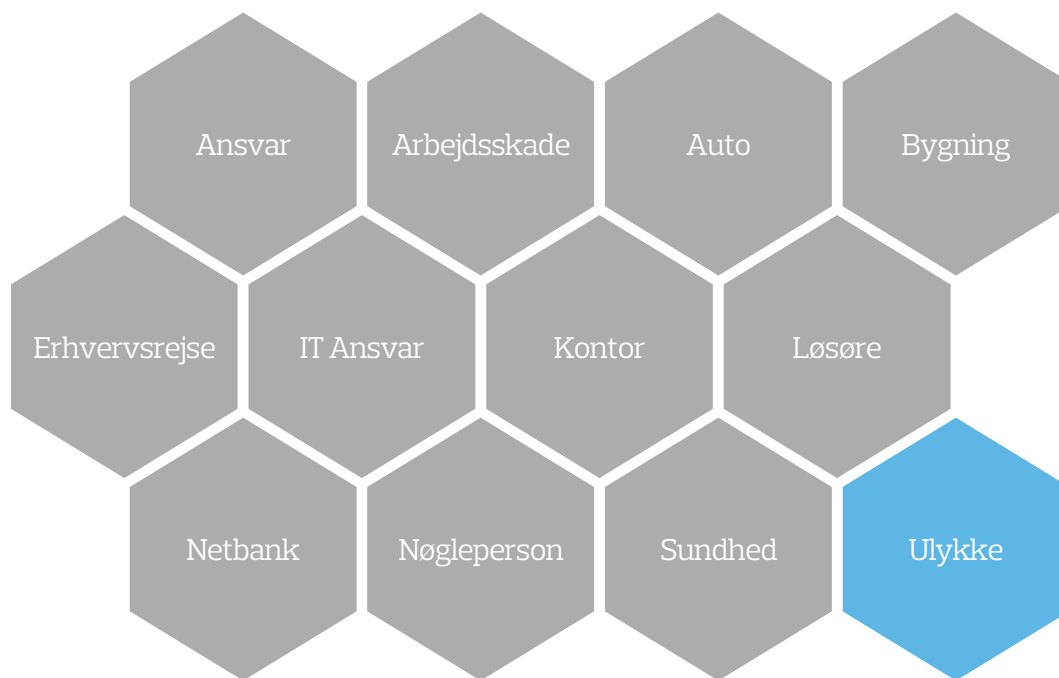 Ansvar
Arbejdsskade
Auto
Bygning
Erhvervsrejse
IT Ansvar
Kontor
Løsøre
Netbank
Nøgleperson
Sundhed
Ulykke